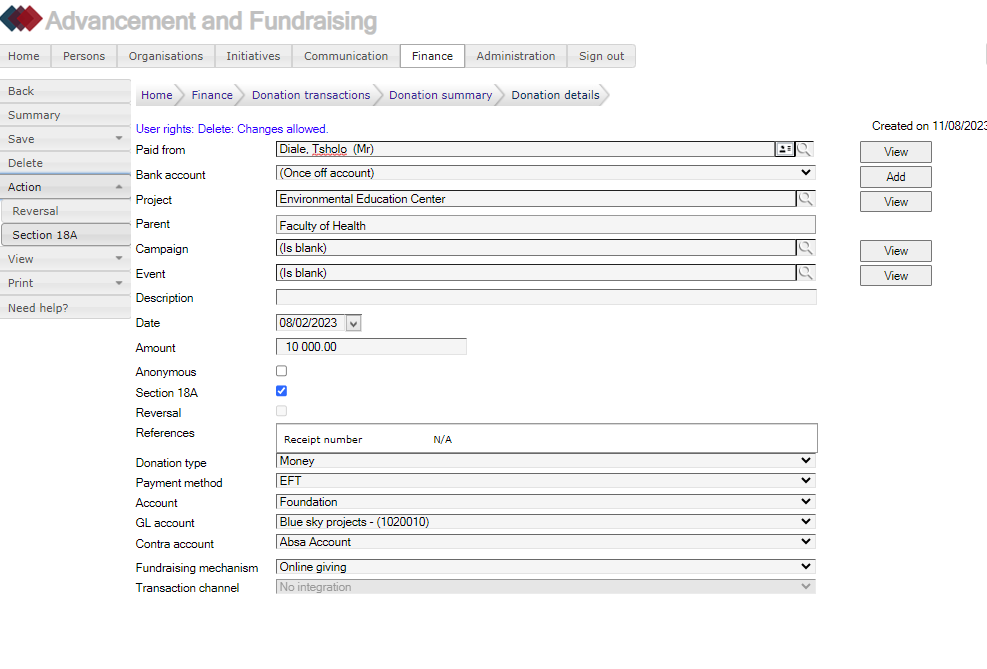 Advancement and Fundraising
Home Persons Organisations Initiatives Communication Finance Administration Sign out
Back
Summary
Save
Delete
Action
Reversal
Section 18A
View
Print
Need help?
Home Finance Donation transactions Donation summary Donation details
User rights: Delete: Changes allowed.
Created on 11/08/2023
Paid from Diale, Tsholo (Mr) View
Bank account (Once off account) Add
Project Environmental Education Center View
Parent Faculty of Health
Campaign (Is blank) View
Event (Is blank) View
Description
Date 08/02/2023
Amount 10 000.00
Anonymous
Section 18A
Reversal
References Receipt number N/A
Donation type Money
Payment method EFT
Account Foundation
GL account Blue sky projects - (1020010)
Contra account Absa Account
Fundraising mechanism Online giving
Transaction channel No integration